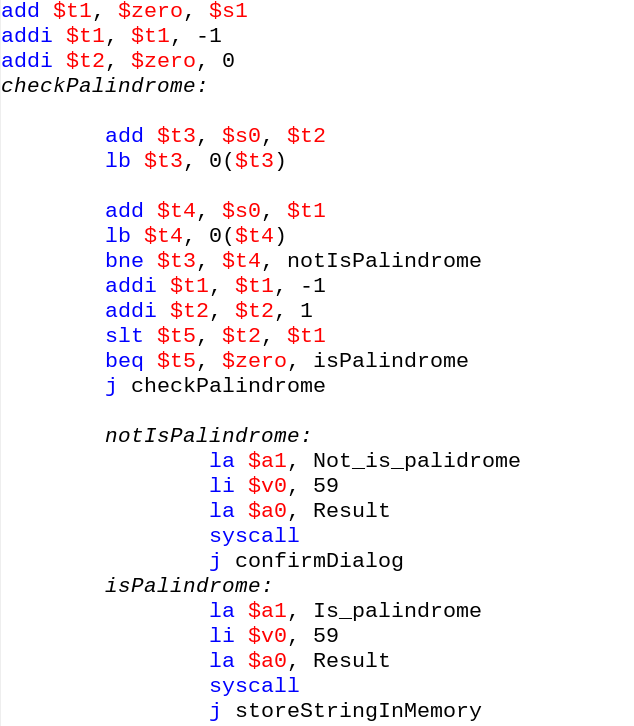 add $t1, $zero, $s1
addi $t1, $t1, -1
addi $t2, $zero, 0
checkPalindrome:
add $t3, $s0, $t2
lb $t3, 0($t3)
add $t4, $s0, $t1
lb $t4, 0($t4)
bne $t3, $t4, notIsPalindrome
addi $t1, $t1, -1
addi $t2, $t2, 1
slt $t5, $t2, $t1
beq $t5, $zero, isPalindrome
j checkPalindrome
notIsPalindrome:
la $a1, Not_is_palidrome
li $v0, 59
la $a0, Result
syscall
j confirmDialog
isPalindrome:
la $a1, Is_palindrome
li $v0, 59
la $a0, Result
syscall
j storeStringInMemory